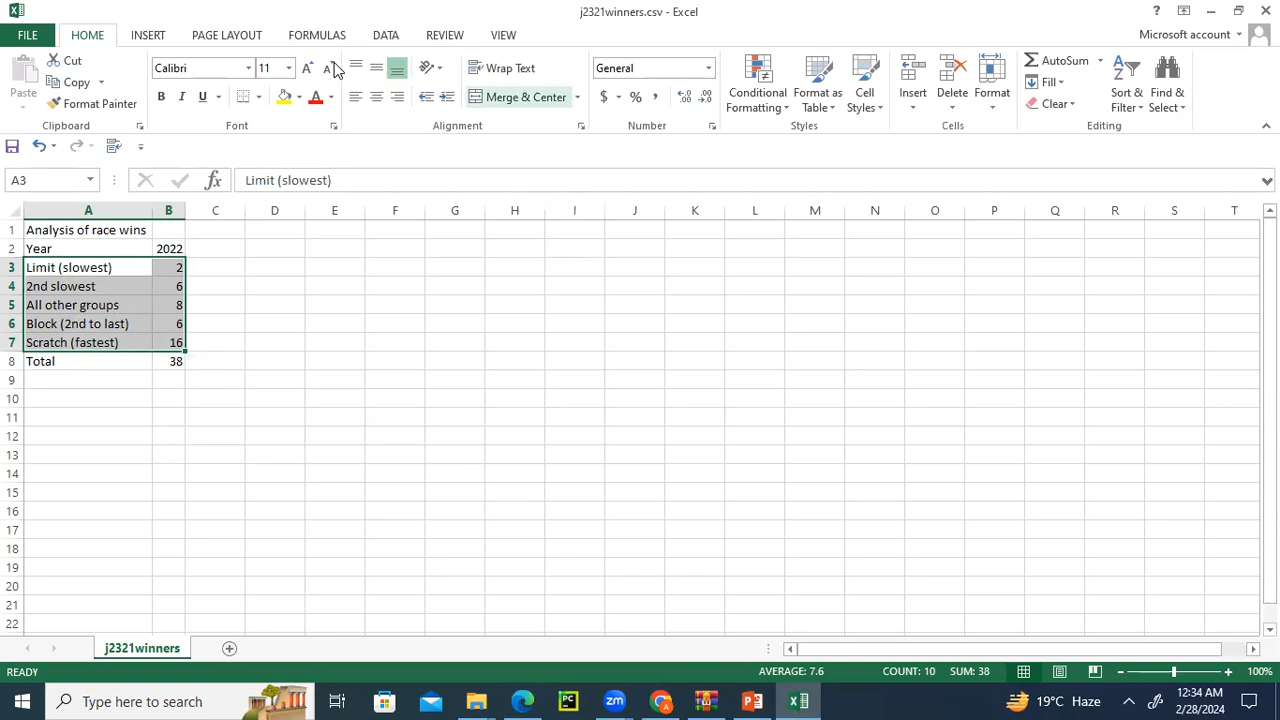 j2321winners.csv - Excel
FILE HOME INSERT PAGE LAYOUT FORMULAS DATA REVIEW VIEW Microsoft account
Paste Cut Copy Format Painter Clipboard
Calibri 11 Font
Wrap Text Merge & Center Alignment
General Number
Conditional Formatting Format as Table Cell Styles Styles
Insert Delete Format Cells
AutoSum Fill Clear Sort & Filter Find & Select Editing
A3 fx Limit (slowest)
A B C D E F G H I J K L M N O P Q R S T
1 Analysis of race wins
2 Year 2022
3 Limit (slowest) 2
4 2nd slowest 6
5 All other groups 8
6 Block (2nd to last) 6
7 Scratch (fastest) 16
8 Total 38
9
10
11
12
13
14
15
16
17
18
19
20
21
22
j2321winners
READY AVERAGE: 7.6 COUNT: 10 SUM: 38 100%
Type here to search PC zm A 19°C Haze 12:34 AM
2/28/2024